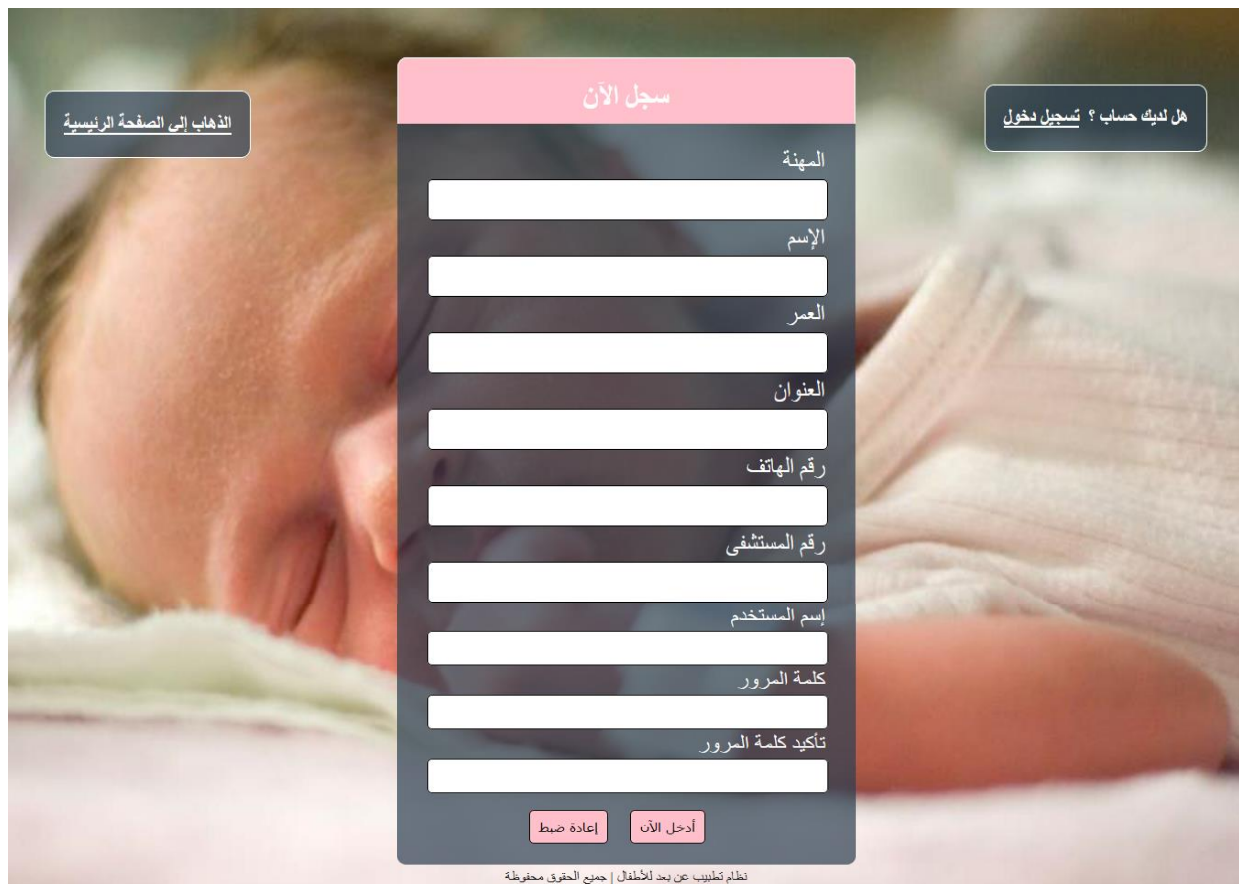 سجل الآن
هل لديك حساب ؟ تسجيل دخول
الذهاب إلى الصفحة الرئيسية
المهنة
الإسم
العمر
العنوان
رقم الهاتف
رقم المستشفى
إسم المستخدم
كلمة المرور
تأكيد كلمة المرور
أدخل الآن
إعادة ضبط
نظام تطبيب عن بعد للأطفال | جميع الحقوق محفوظة